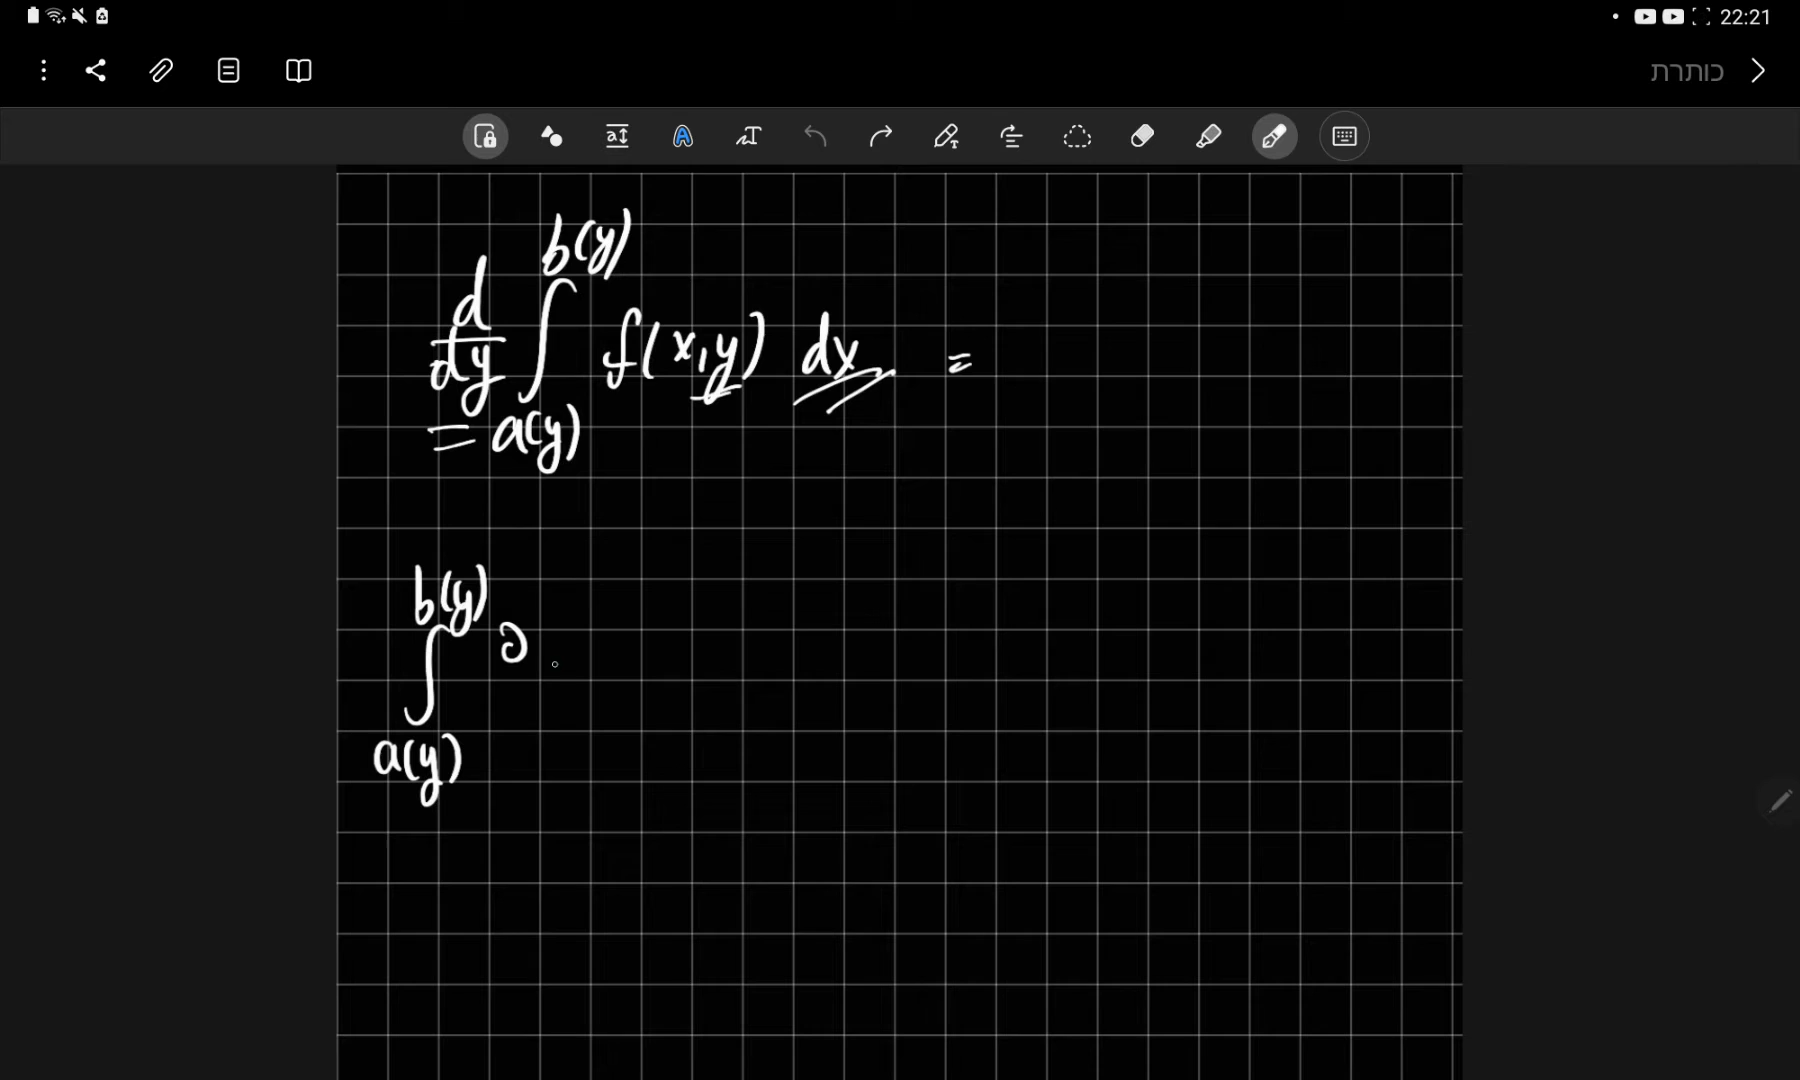 22:21
כותרת
d/dy ∫_{a(y)}^{b(y)} f(x,y) dx =
=
∫_{a(y)}^{b(y)} ∂